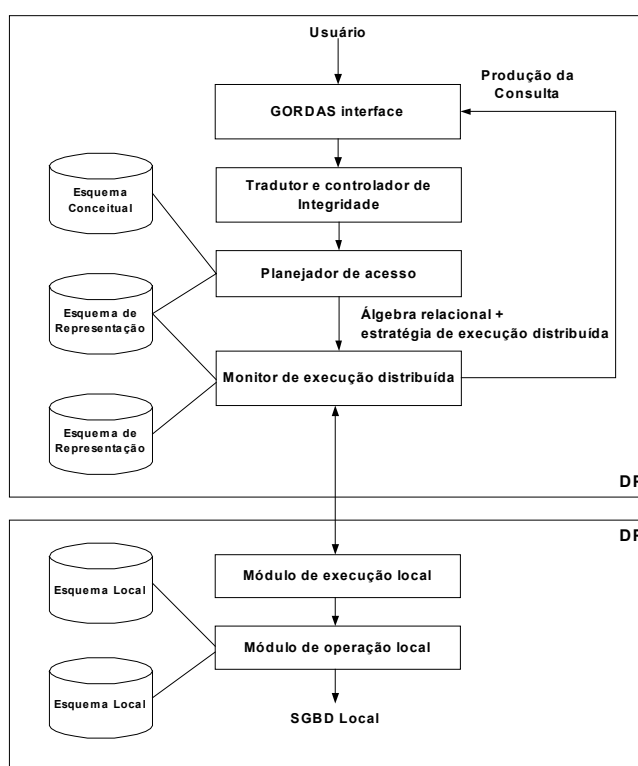 Usuário
Produção da
Consulta
GORDAS interface
Tradutor e controlador de
Integridade
Esquema
Conceitual
Planejador de acesso
Esquema de
Representação
Álgebra relacional +
estratégia de execução distribuída
Monitor de execução distribuída
Esquema de
Representação
Módulo de execução local
Esquema Local
Módulo de operação local
Esquema Local
SGBD Local